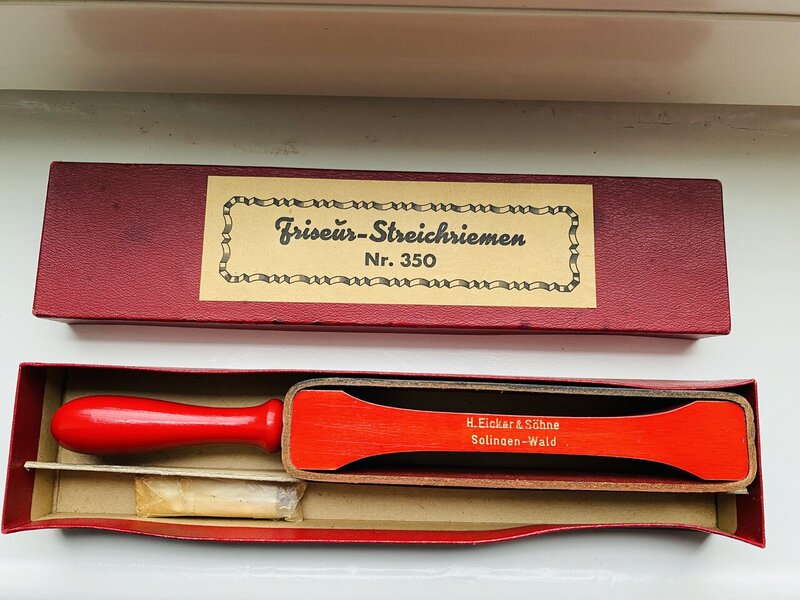 Friseur-Streichriemen
Nr. 350
H. Eicker & Söhne
Solingen-Wald